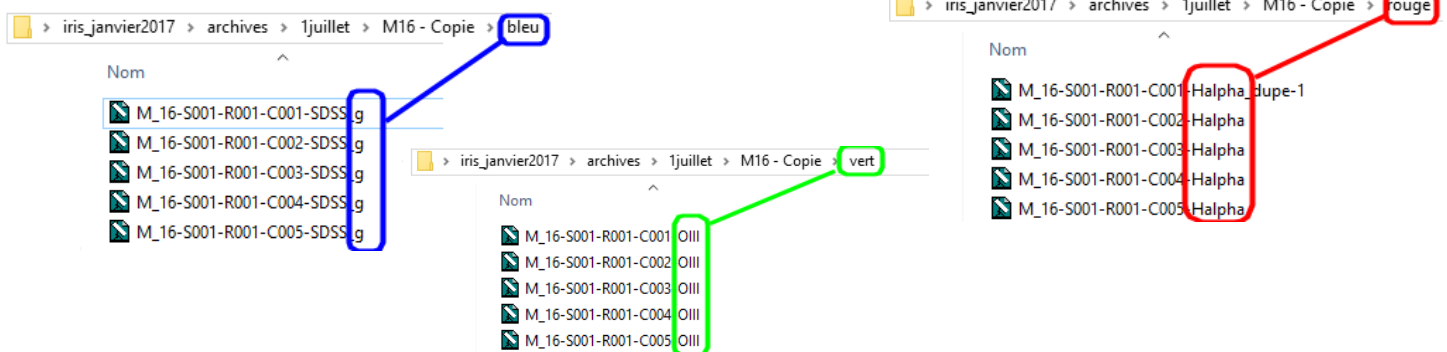 iris_janvier2017 > archives > 1juillet > M16 - Copie > bleu
Nom
M_16-S001-R001-C001-SDSS_g
M_16-S001-R001-C002-SDSS_g
M_16-S001-R001-C003-SDSS_g
M_16-S001-R001-C004-SDSS_g
M_16-S001-R001-C005-SDSS_g
iris_janvier2017 > archives > 1juillet > M16 - Copie > vert
Nom
M_16-S001-R001-C001-OIII
M_16-S001-R001-C002-OIII
M_16-S001-R001-C003-OIII
M_16-S001-R001-C004-OIII
M_16-S001-R001-C005-OIII
iris_janvier2017 > archives > 1juillet > M16 - Copie > rouge
Nom
M_16-S001-R001-C001-Halpha_dupe-1
M_16-S001-R001-C002-Halpha
M_16-S001-R001-C003-Halpha
M_16-S001-R001-C004-Halpha
M_16-S001-R001-C005-Halpha